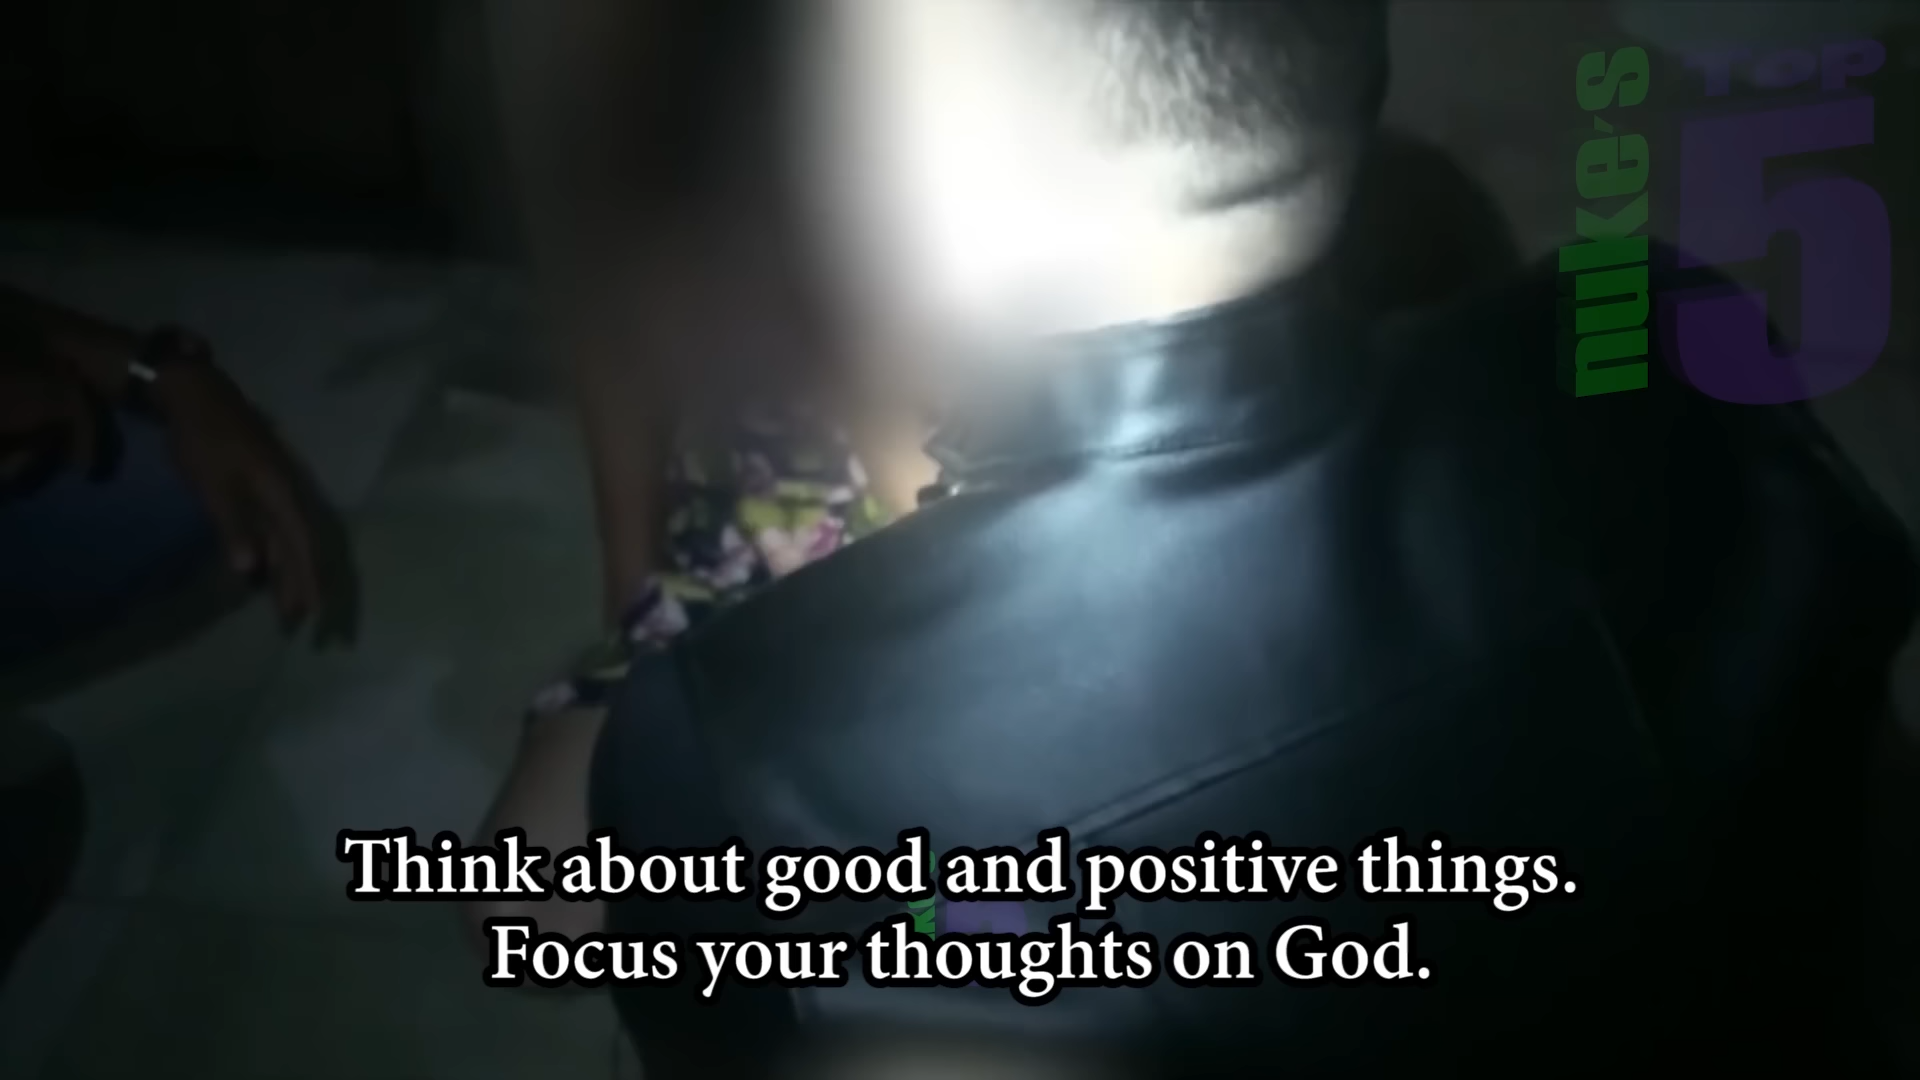 nuke's
TOP
5
Think about good and positive things.
Focus your thoughts on God.